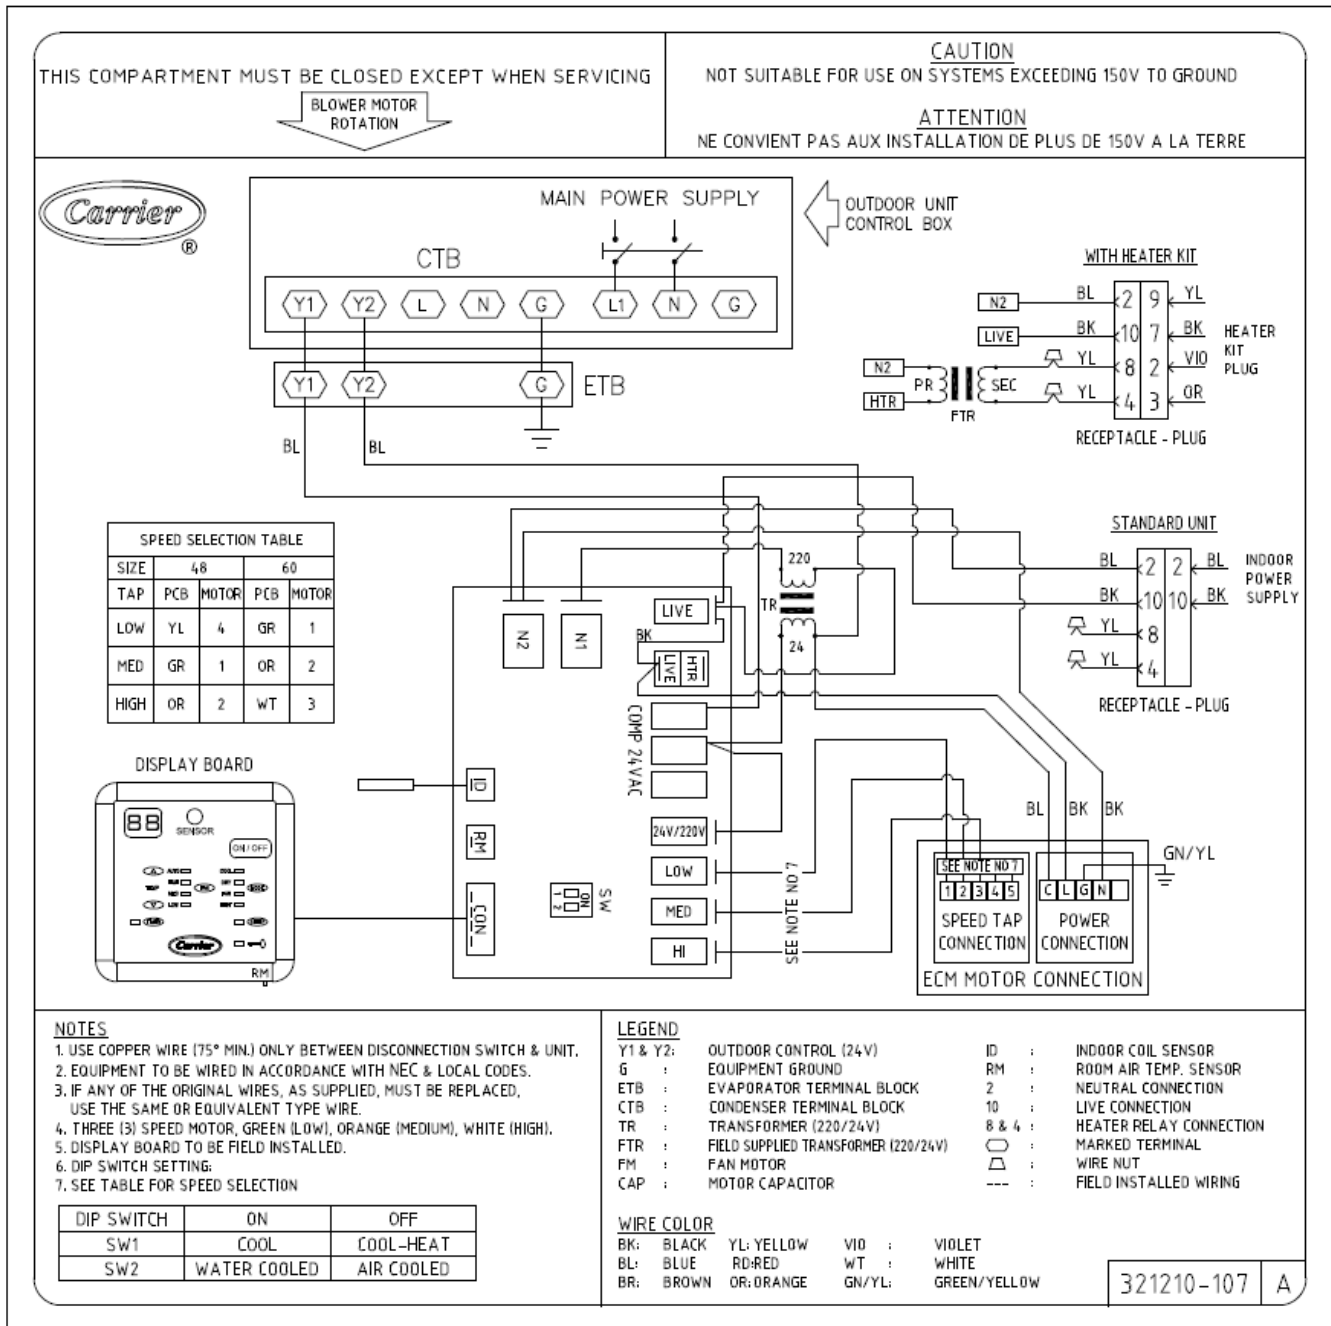 THIS COMPARTMENT MUST BE CLOSED EXCEPT WHEN SERVICING
BLOWER MOTOR
ROTATION
CAUTION
NOT SUITABLE FOR USE ON SYSTEMS EXCEEDING 150V TO GROUND
ATTENTION
NE CONVIENT PAS AUX INSTALLATION DE PLUS DE 150V A LA TERRE
Carrier
®
MAIN POWER SUPPLY
OUTDOOR UNIT
CONTROL BOX
CTB
Y1 Y2 L N G L1 N G
Y1 Y2 G ETB
BL BL
WITH HEATER KIT
N2 BL 2 9 YL
LIVE BK 10 7 BK
N2 YL 8 2 VIO
HTR YL 4 3 OR
PR SEC
FTR
HEATER
KIT
PLUG
RECEPTACLE - PLUG
STANDARD UNIT
BL 2 2 BL
BK 10 10 BK
YL 8
YL 4
INDOOR
POWER
SUPPLY
RECEPTACLE - PLUG
SPEED SELECTION TABLE
SIZE 48 60
TAP PCB MOTOR PCB MOTOR
LOW YL 4 GR 1
MED GR 1 OR 2
HIGH OR 2 WT 3
220
TR
24
N2
N1
LIVE
BK
LIVE
HTR
COMP 24VAC
24V/220V
LOW
MED
HI
SEE NOTE NO 7
ID
RM
CON
ON
1 2
SW
DISPLAY BOARD
88
SENSOR
ON/OFF
Carrier
RM
BL BK BK
GN/YL
SEE NOTE NO 7
1 2 3 4 5
C L G N
SPEED TAP
CONNECTION
POWER
CONNECTION
ECM MOTOR CONNECTION
NOTES
1. USE COPPER WIRE (75° MIN.) ONLY BETWEEN DISCONNECTION SWITCH & UNIT.
2. EQUIPMENT TO BE WIRED IN ACCORDANCE WITH NEC & LOCAL CODES.
3. IF ANY OF THE ORIGINAL WIRES, AS SUPPLIED, MUST BE REPLACED,
USE THE SAME OR EQUIVALENT TYPE WIRE.
4. THREE (3) SPEED MOTOR, GREEN (LOW), ORANGE (MEDIUM), WHITE (HIGH).
5. DISPLAY BOARD TO BE FIELD INSTALLED.
6. DIP SWITCH SETTING:
7. SEE TABLE FOR SPEED SELECTION
DIP SWITCH ON OFF
SW1 COOL COOL-HEAT
SW2 WATER COOLED AIR COOLED
LEGEND
Y1 & Y2: OUTDOOR CONTROL (24V)
G : EQUIPMENT GROUND
ETB : EVAPORATOR TERMINAL BLOCK
CTB : CONDENSER TERMINAL BLOCK
TR : TRANSFORMER (220/24V)
FTR : FIELD SUPPLIED TRANSFORMER (220/24V)
FM : FAN MOTOR
CAP : MOTOR CAPACITOR
ID : INDOOR COIL SENSOR
RM : ROOM AIR TEMP. SENSOR
2 : NEUTRAL CONNECTION
10 : LIVE CONNECTION
8 & 4 : HEATER RELAY CONNECTION
: MARKED TERMINAL
: WIRE NUT
--- : FIELD INSTALLED WIRING
WIRE COLOR
BK: BLACK YL: YELLOW VIO : VIOLET
BL: BLUE RD:RED WT : WHITE
BR: BROWN OR: ORANGE GN/YL: GREEN/YELLOW
321210-107 A